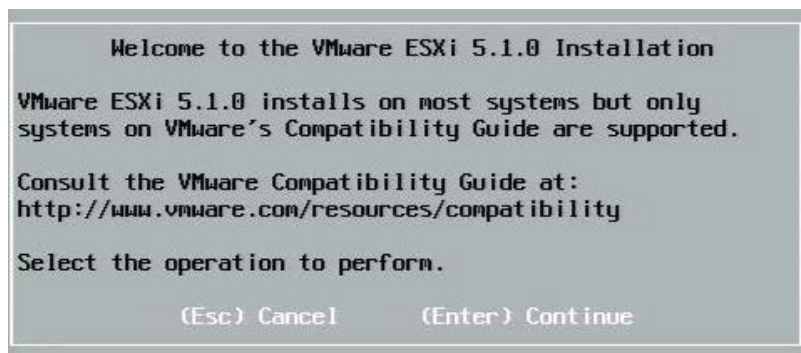 Welcome to the VMware ESXi 5.1.0 Installation
VMware ESXi 5.1.0 installs on most systems but only
systems on VMware's Compatibility Guide are supported.
Consult the VMware Compatibility Guide at:
http://www.vmware.com/resources/compatibility
Select the operation to perform.
(Esc) Cancel (Enter) Continue